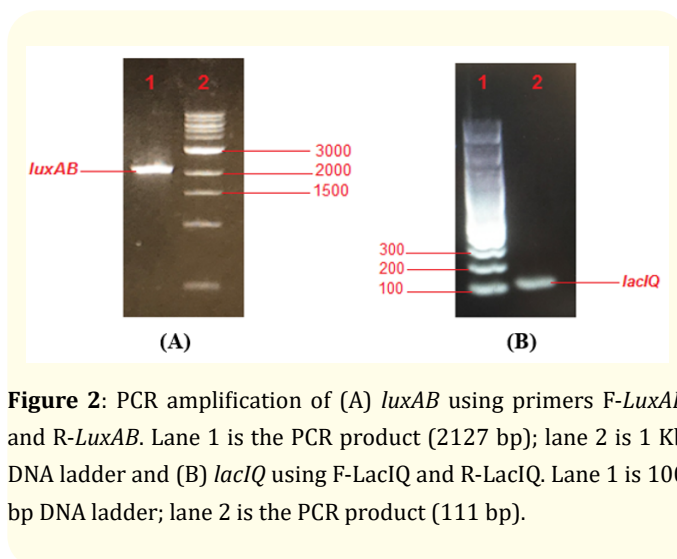 1 2
luxAB
3000
2000
1500
1 2
300
200
100
lacIQ
(A) (B)
Figure 2: PCR amplification of (A) luxAB using primers F-LuxAB
and R-LuxAB. Lane 1 is the PCR product (2127 bp); lane 2 is 1 Kb
DNA ladder and (B) lacIQ using F-LacIQ and R-LacIQ. Lane 1 is 100
bp DNA ladder; lane 2 is the PCR product (111 bp).